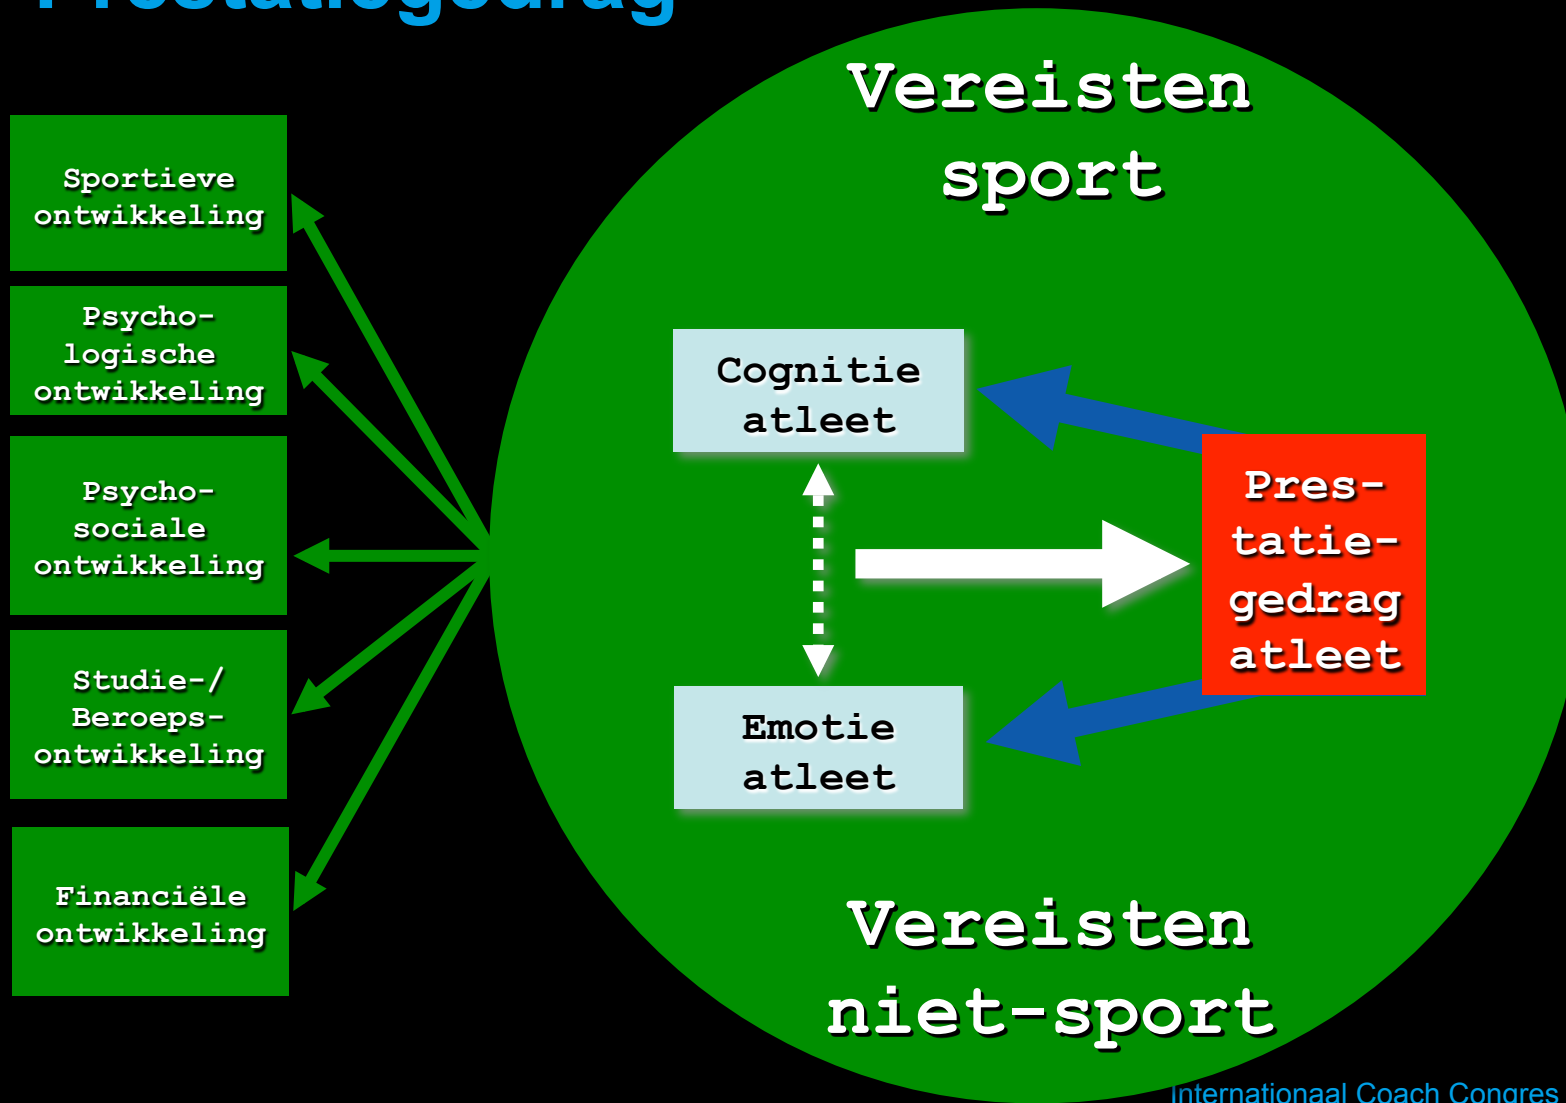 Prestatiegedrag
Vereisten
sport
Sportieve
ontwikkeling
Psycho-
logische
ontwikkeling
Psycho-
sociale
ontwikkeling
Studie-/
Beroeps-
ontwikkeling
Financiële
ontwikkeling
Cognitie
atleet
Pres-
tatie-
gedrag
atleet
Emotie
atleet
Vereisten
niet-sport
Internationaal Coach Congres